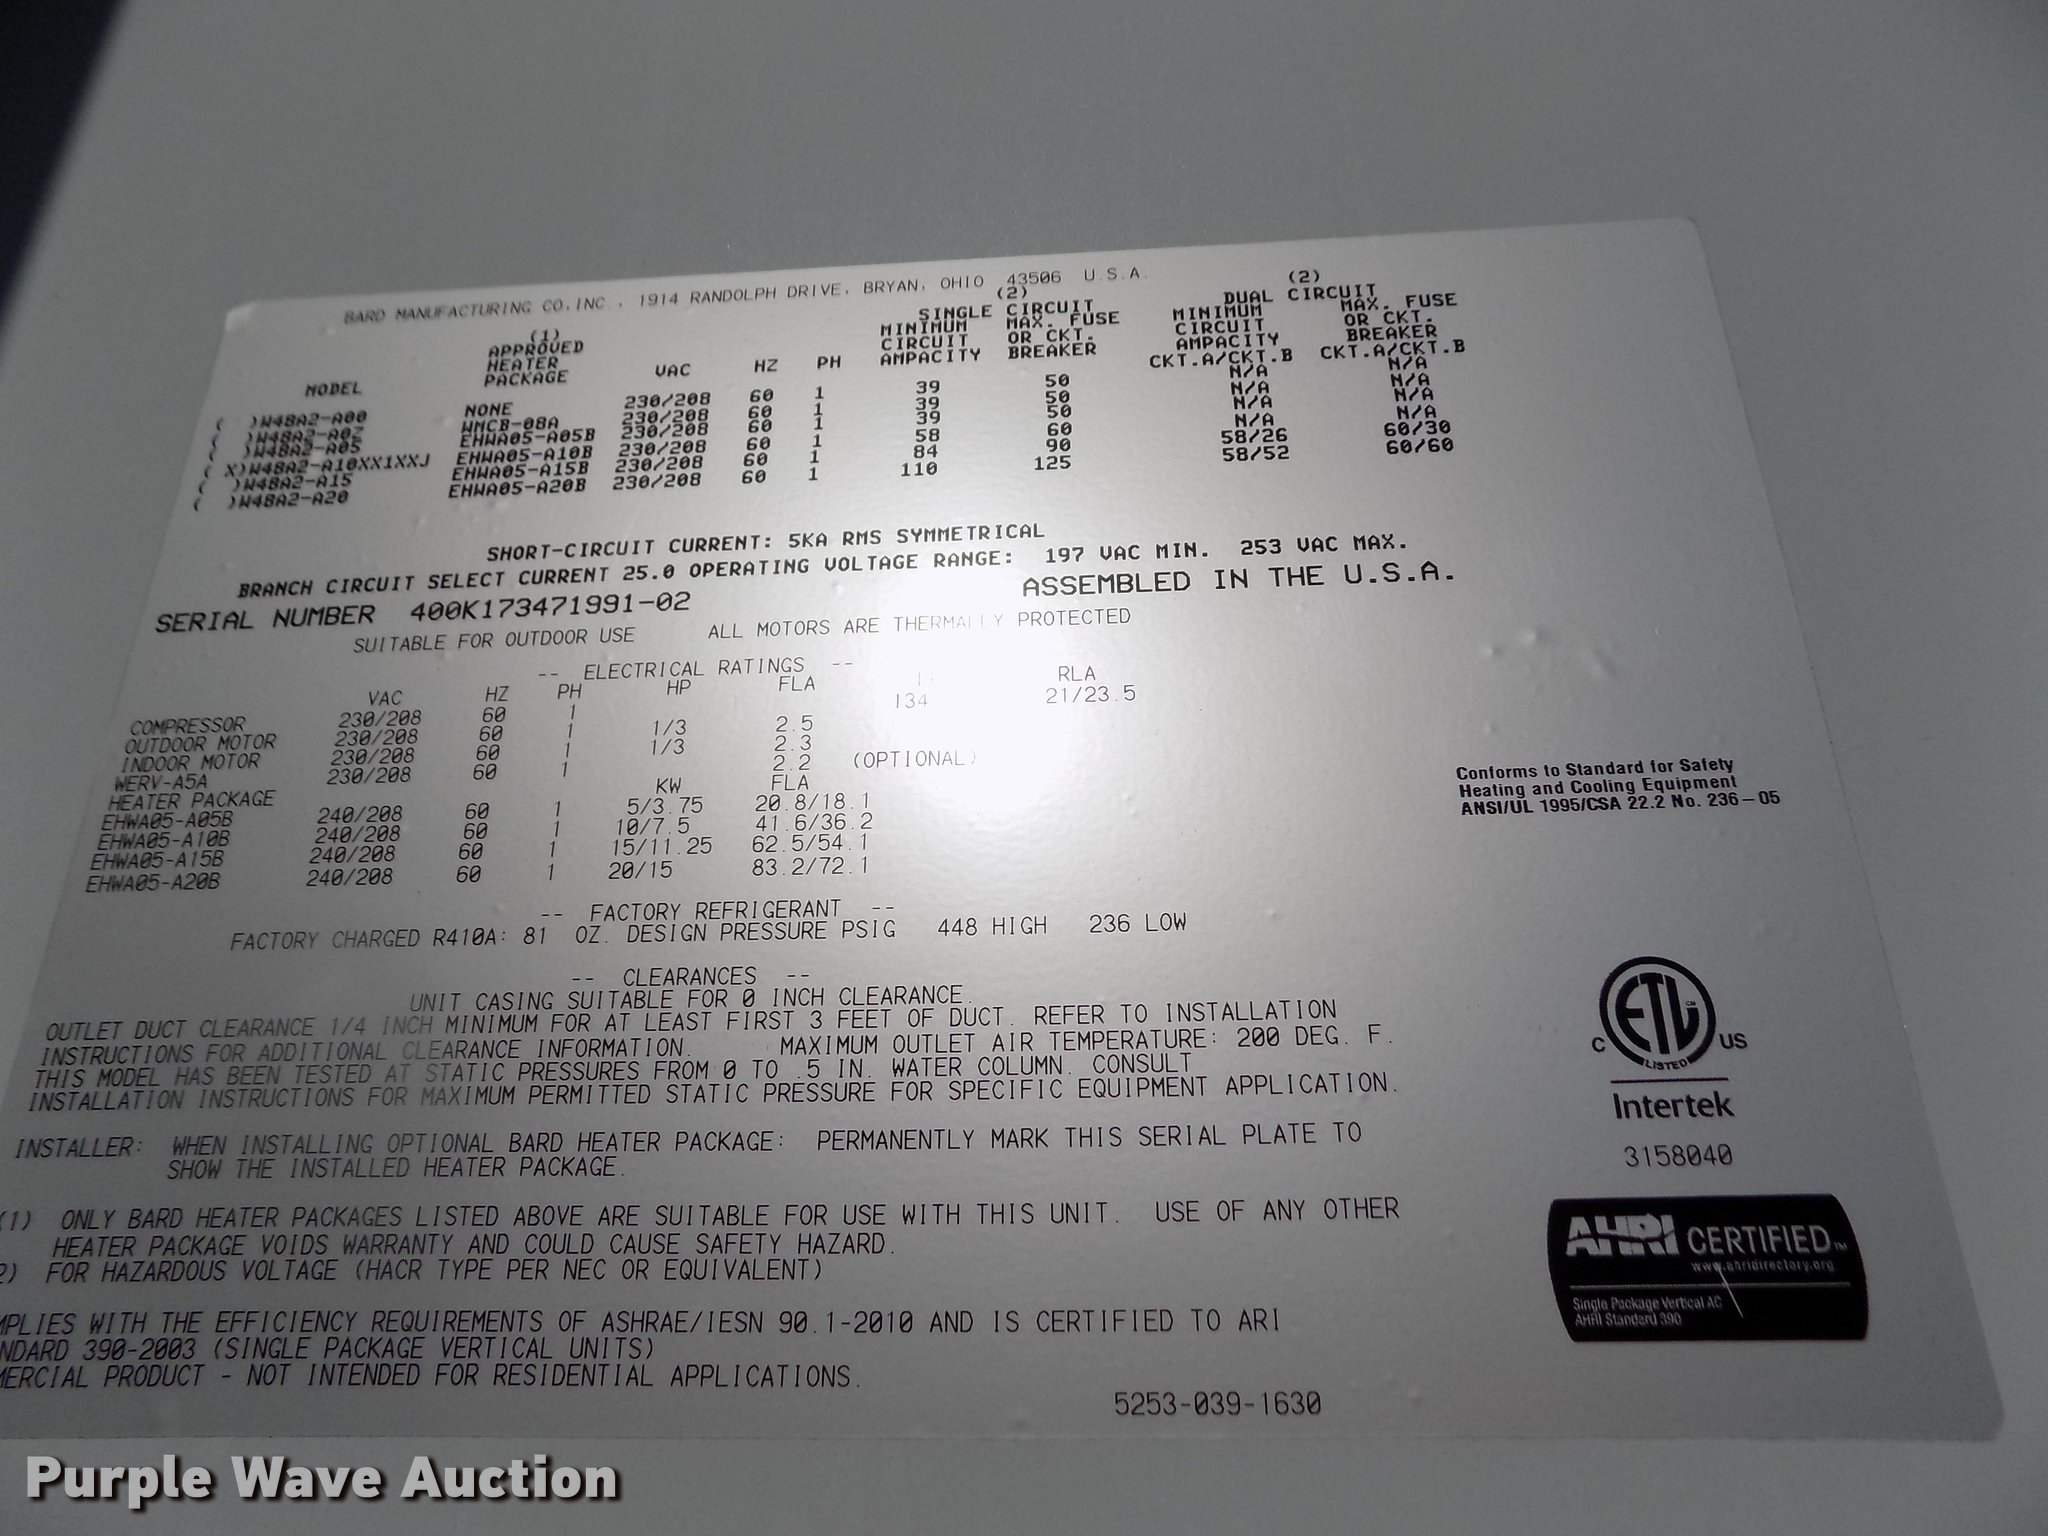 BARD MANUFACTURING CO.INC., 1914 RANDOLPH DRIVE, BRYAN, OHIO 43506 U.S.A.
(2) (2)
SINGLE CIRCUIT DUAL CIRCUIT
(1) MINIMUM MAX. FUSE MINIMUM MAX. FUSE
APPROVED CIRCUIT OR CKT. CIRCUIT OR CKT.
HEATER AMPACITY BREAKER AMPACITY BREAKER
MODEL PACKAGE VAC HZ PH CKT.A/CKT.B CKT.A/CKT.B
( )W48A2-A00 NONE 230/208 60 1 39 50 N/A N/A
( )W48A2-A0Z WMCB-08A 230/208 60 1 39 50 N/A N/A
( )W48A2-A05 EHWA05-A05B 230/208 60 1 39 50 N/A N/A
( X)W48A2-A10XX1XXJ EHWA05-A10B 230/208 60 1 58 60 N/A N/A
( )W48A2-A15 EHWA05-A15B 230/208 60 1 84 90 58/26 60/30
( )W48A2-A20 EHWA05-A20B 230/208 60 1 110 125 58/52 60/60
SHORT-CIRCUIT CURRENT: 5KA RMS SYMMETRICAL
BRANCH CIRCUIT SELECT CURRENT 25.0 OPERATING VOLTAGE RANGE: 197 VAC MIN. 253 VAC MAX.
SERIAL NUMBER 400K173471991-02 ASSEMBLED IN THE U.S.A.
SUITABLE FOR OUTDOOR USE ALL MOTORS ARE THERMALLY PROTECTED
-- ELECTRICAL RATINGS --
VAC HZ PH HP FLA RLA
COMPRESSOR 230/208 60 1 134 21/23.5
OUTDOOR MOTOR 230/208 60 1 1/3 2.5
INDOOR MOTOR 230/208 60 1 1/3 2.3
WERV-A5A 230/208 60 1 2.2 (OPTIONAL)
HEATER PACKAGE KW FLA
EHWA05-A05B 240/208 60 1 5/3.75 20.8/18.1
EHWA05-A10B 240/208 60 1 10/7.5 41.6/36.2
EHWA05-A15B 240/208 60 1 15/11.25 62.5/54.1
EHWA05-A20B 240/208 60 1 20/15 83.2/72.1
-- FACTORY REFRIGERANT --
FACTORY CHARGED R410A: 81 OZ. DESIGN PRESSURE PSIG 448 HIGH 236 LOW
-- CLEARANCES --
UNIT CASING SUITABLE FOR 0 INCH CLEARANCE.
OUTLET DUCT CLEARANCE 1/4 INCH MINIMUM FOR AT LEAST FIRST 3 FEET OF DUCT. REFER TO INSTALLATION
INSTRUCTIONS FOR ADDITIONAL CLEARANCE INFORMATION. MAXIMUM OUTLET AIR TEMPERATURE: 200 DEG. F.
THIS MODEL HAS BEEN TESTED AT STATIC PRESSURES FROM 0 TO .5 IN. WATER COLUMN. CONSULT
INSTALLATION INSTRUCTIONS FOR MAXIMUM PERMITTED STATIC PRESSURE FOR SPECIFIC EQUIPMENT APPLICATION.
INSTALLER: WHEN INSTALLING OPTIONAL BARD HEATER PACKAGE: PERMANENTLY MARK THIS SERIAL PLATE TO
SHOW THE INSTALLED HEATER PACKAGE.
(1) ONLY BARD HEATER PACKAGES LISTED ABOVE ARE SUITABLE FOR USE WITH THIS UNIT. USE OF ANY OTHER
HEATER PACKAGE VOIDS WARRANTY AND COULD CAUSE SAFETY HAZARD.
2) FOR HAZARDOUS VOLTAGE (HACR TYPE PER NEC OR EQUIVALENT)
MPLIES WITH THE EFFICIENCY REQUIREMENTS OF ASHRAE/IESN 90.1-2010 AND IS CERTIFIED TO ARI
NDARD 390-2003 (SINGLE PACKAGE VERTICAL UNITS)
MERCIAL PRODUCT - NOT INTENDED FOR RESIDENTIAL APPLICATIONS.
5253-039-1630
Conforms to Standard for Safety
Heating and Cooling Equipment
ANSI/UL 1995/CSA 22.2 No. 236-05
ETL CM
LISTED
C US
Intertek
3158040
AHRI CERTIFIED™
www.ahridirectory.org
Single Package Vertical AC
AHRI Standard 390
Purple Wave Auction